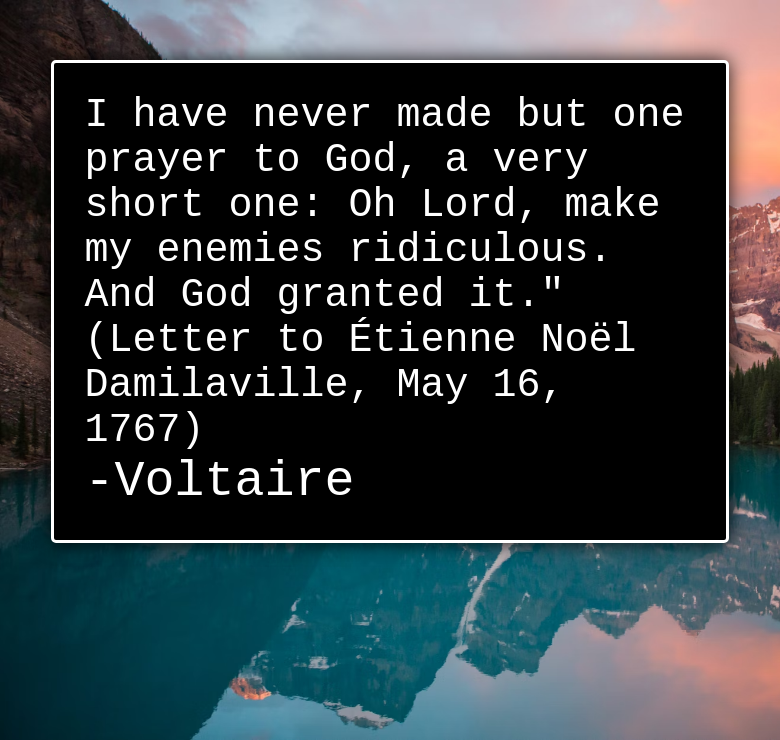 I have never made but one
prayer to God, a very
short one: Oh Lord, make
my enemies ridiculous.
And God granted it."
(Letter to Étienne Noël
Damilaville, May 16,
1767)
-Voltaire